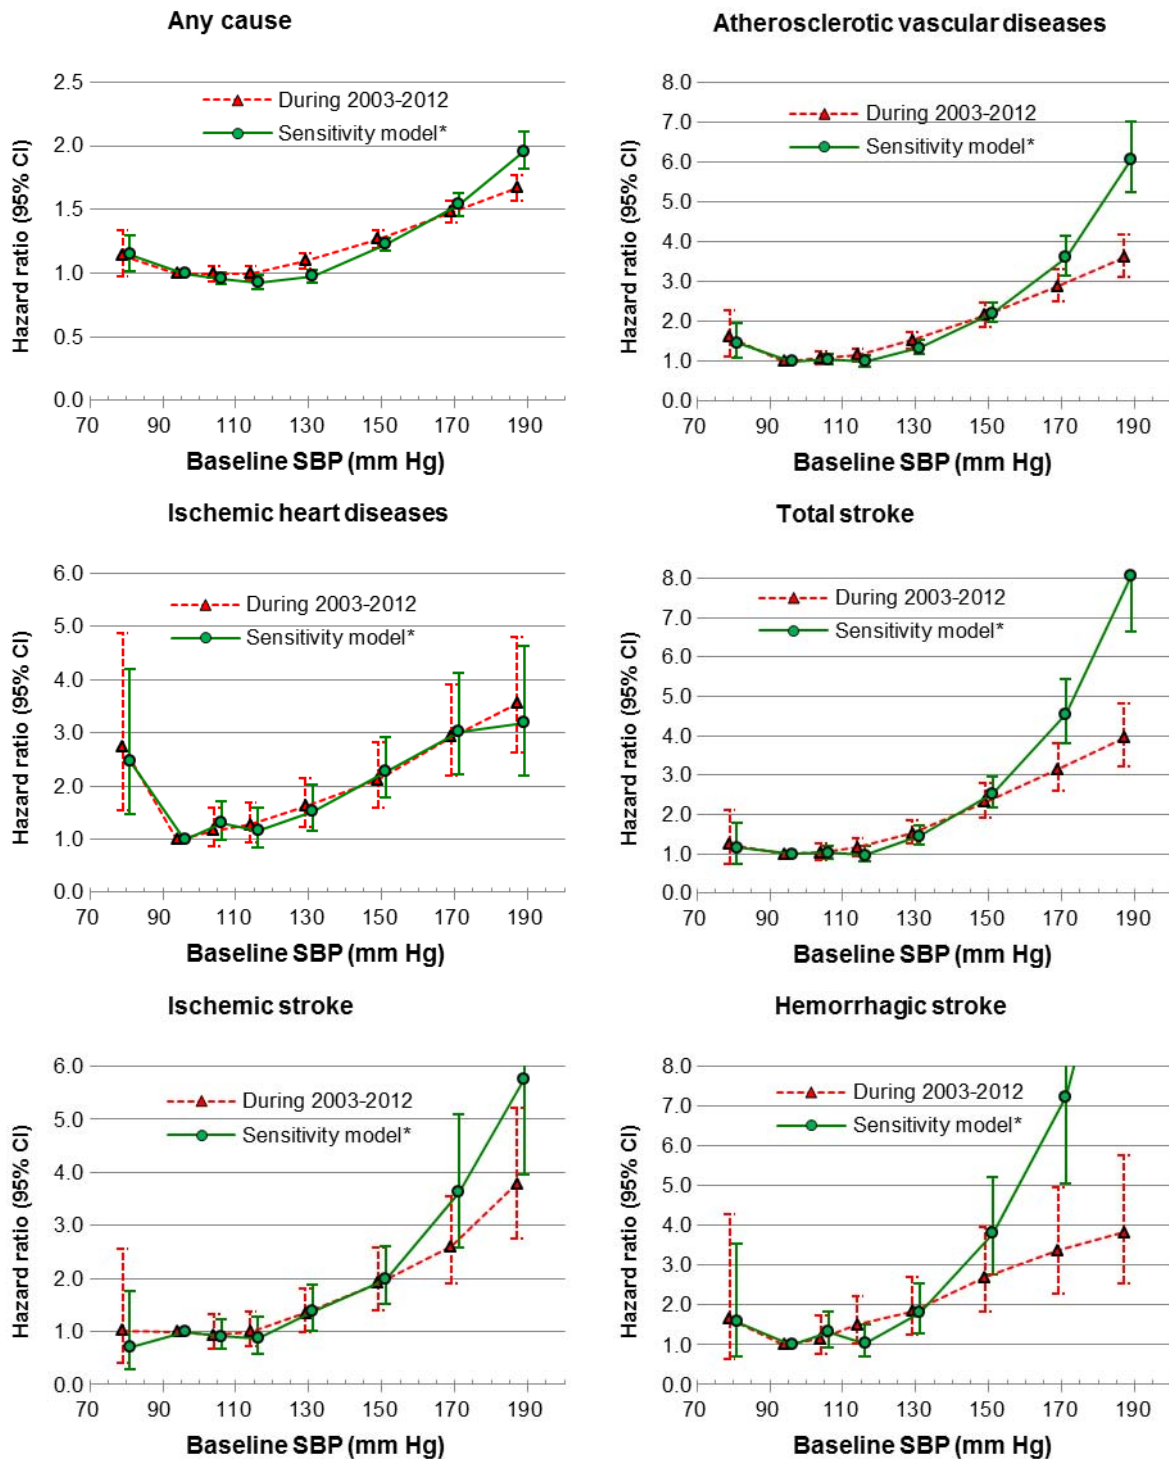 Any cause
Hazard ratio (95% CI)
2.5
2.0
1.5
1.0
0.5
0.0
During 2003-2012
Sensitivity model*
70 90 110 130 150 170 190
Baseline SBP (mm Hg)
Atherosclerotic vascular diseases
Hazard ratio (95% CI)
8.0
7.0
6.0
5.0
4.0
3.0
2.0
1.0
0.0
During 2003-2012
Sensitivity model*
70 90 110 130 150 170 190
Baseline SBP (mm Hg)
Ischemic heart diseases
Hazard ratio (95% CI)
6.0
5.0
4.0
3.0
2.0
1.0
0.0
During 2003-2012
Sensitivity model*
70 90 110 130 150 170 190
Baseline SBP (mm Hg)
Total stroke
Hazard ratio (95% CI)
8.0
7.0
6.0
5.0
4.0
3.0
2.0
1.0
0.0
During 2003-2012
Sensitivity model*
70 90 110 130 150 170 190
Baseline SBP (mm Hg)
Ischemic stroke
Hazard ratio (95% CI)
6.0
5.0
4.0
3.0
2.0
1.0
0.0
During 2003-2012
Sensitivity model*
70 90 110 130 150 170 190
Baseline SBP (mm Hg)
Hemorrhagic stroke
Hazard ratio (95% CI)
8.0
7.0
6.0
5.0
4.0
3.0
2.0
1.0
0.0
During 2003-2012
Sensitivity model*
70 90 110 130 150 170 190
Baseline SBP (mm Hg)